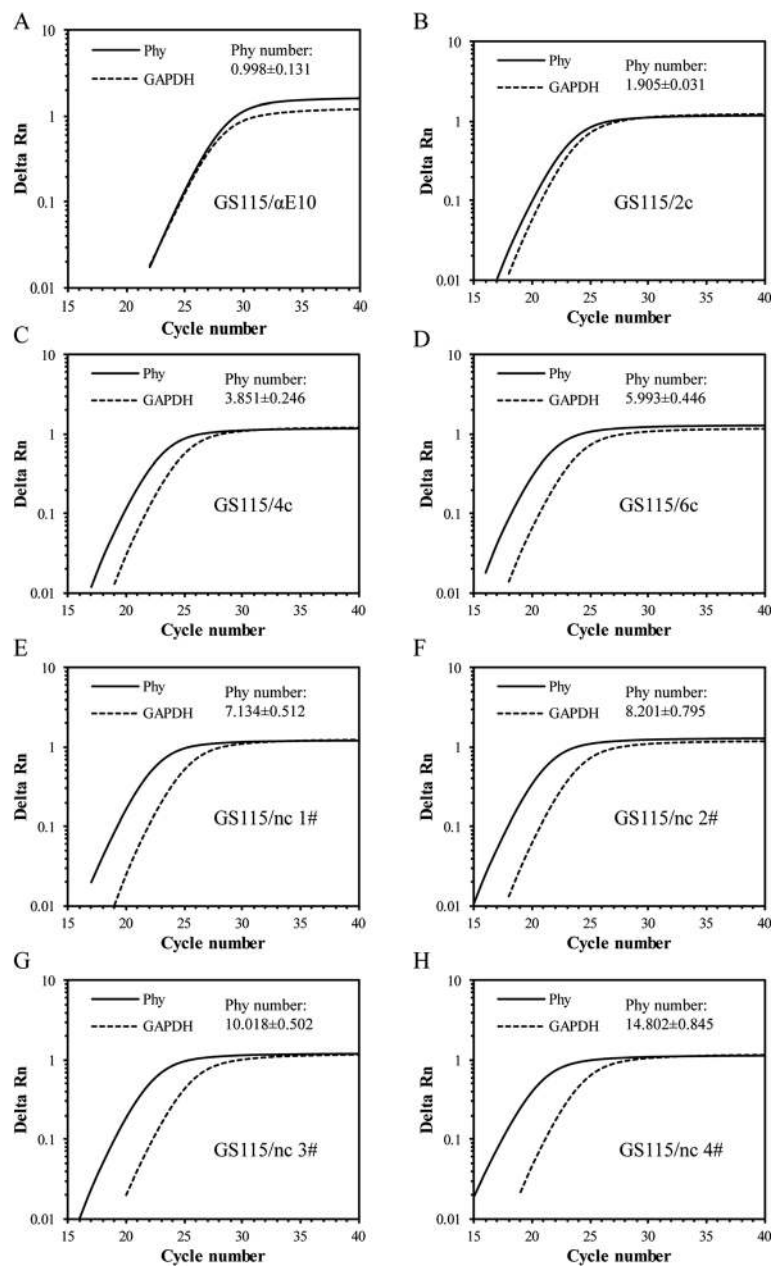 A
Phy
GAPDH
Phy number:
0.998±0.131
GS115/αE10
Delta Rn
10
1
0.1
0.01
15 20 25 30 35 40
Cycle number
B
Phy
GAPDH
Phy number:
1.905±0.031
GS115/2c
Delta Rn
10
1
0.1
0.01
15 20 25 30 35 40
Cycle number
C
Phy
GAPDH
Phy number:
3.851±0.246
GS115/4c
Delta Rn
10
1
0.1
0.01
15 20 25 30 35 40
Cycle number
D
Phy
GAPDH
Phy number:
5.993±0.446
GS115/6c
Delta Rn
10
1
0.1
0.01
15 20 25 30 35 40
Cycle number
E
Phy
GAPDH
Phy number:
7.134±0.512
GS115/nc 1#
Delta Rn
10
1
0.1
0.01
15 20 25 30 35 40
Cycle number
F
Phy
GAPDH
Phy number:
8.201±0.795
GS115/nc 2#
Delta Rn
10
1
0.1
0.01
15 20 25 30 35 40
Cycle number
G
Phy
GAPDH
Phy number:
10.018±0.502
GS115/nc 3#
Delta Rn
10
1
0.1
0.01
15 20 25 30 35 40
Cycle number
H
Phy
GAPDH
Phy number:
14.802±0.845
GS115/nc 4#
Delta Rn
10
1
0.1
0.01
15 20 25 30 35 40
Cycle number